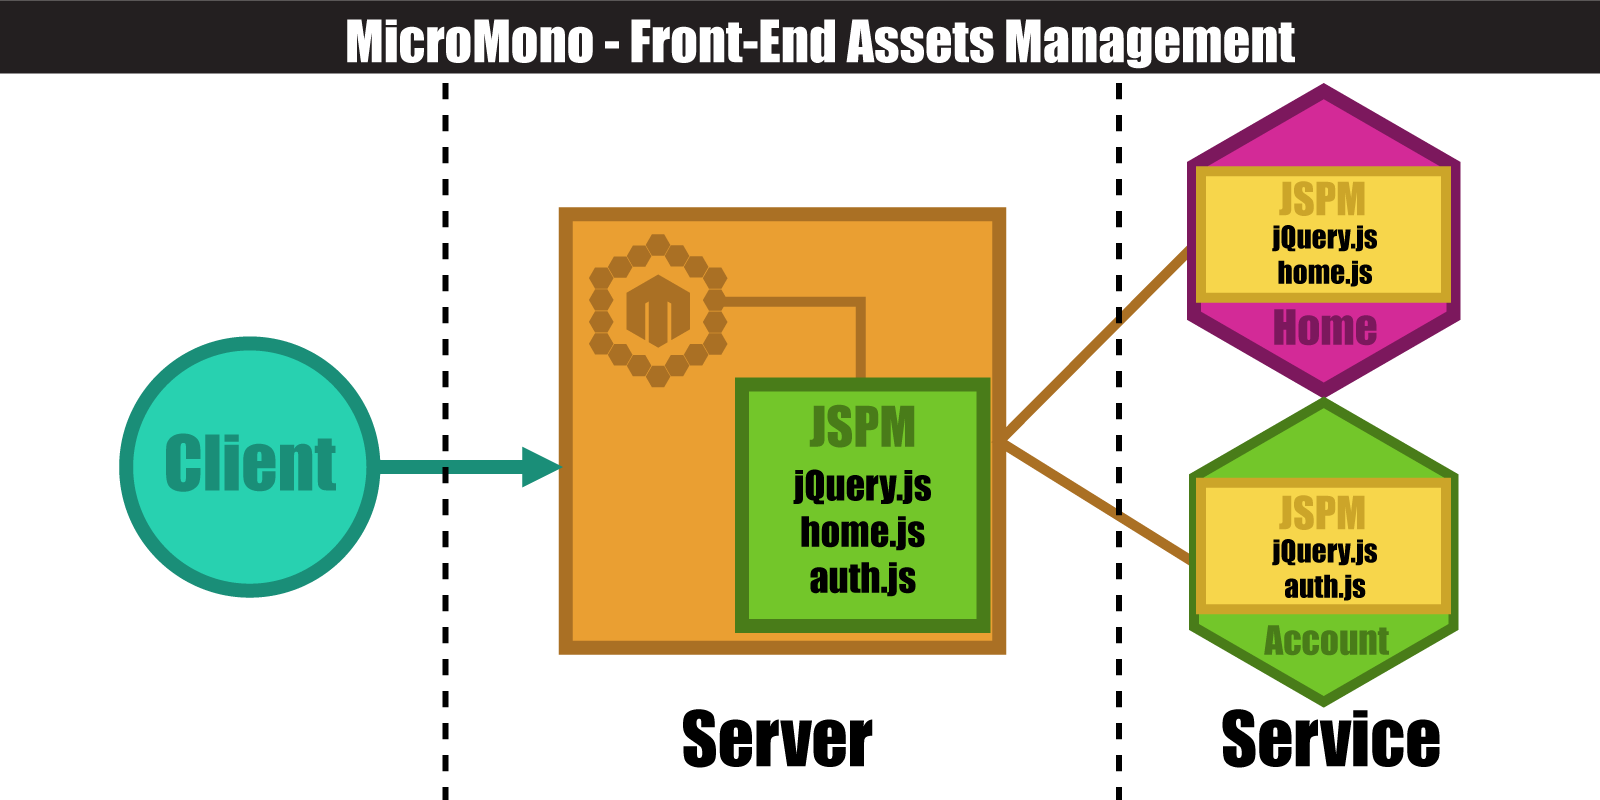 MicroMono - Front-End Assets Management
Client
JSPM
jQuery.js
home.js
auth.js
Server
JSPM
jQuery.js
home.js
Home
JSPM
jQuery.js
auth.js
Account
Service